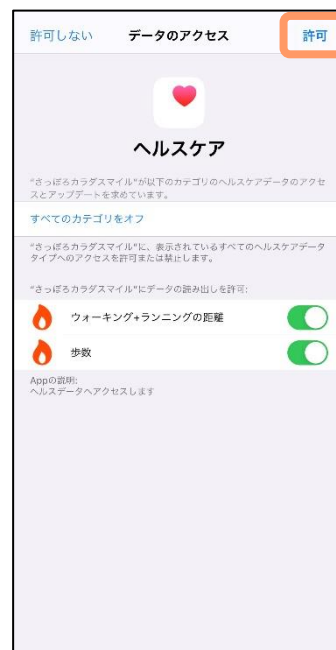 許可しない データのアクセス 許可
ヘルスケア
"さっぽろカラダスマイル"が以下のカテゴリのヘルスケアデータのアクセ
スとアップデートを求めています。
すべてのカテゴリをオフ
"さっぽろカラダスマイル"に、表示されているすべてのヘルスケアデータ
タイプへのアクセスを許可または禁止します。
"さっぽろカラダスマイル"にデータの読み出しを許可:
ウォーキング+ランニングの距離
歩数
Appの説明:
ヘルスデータへアクセスします